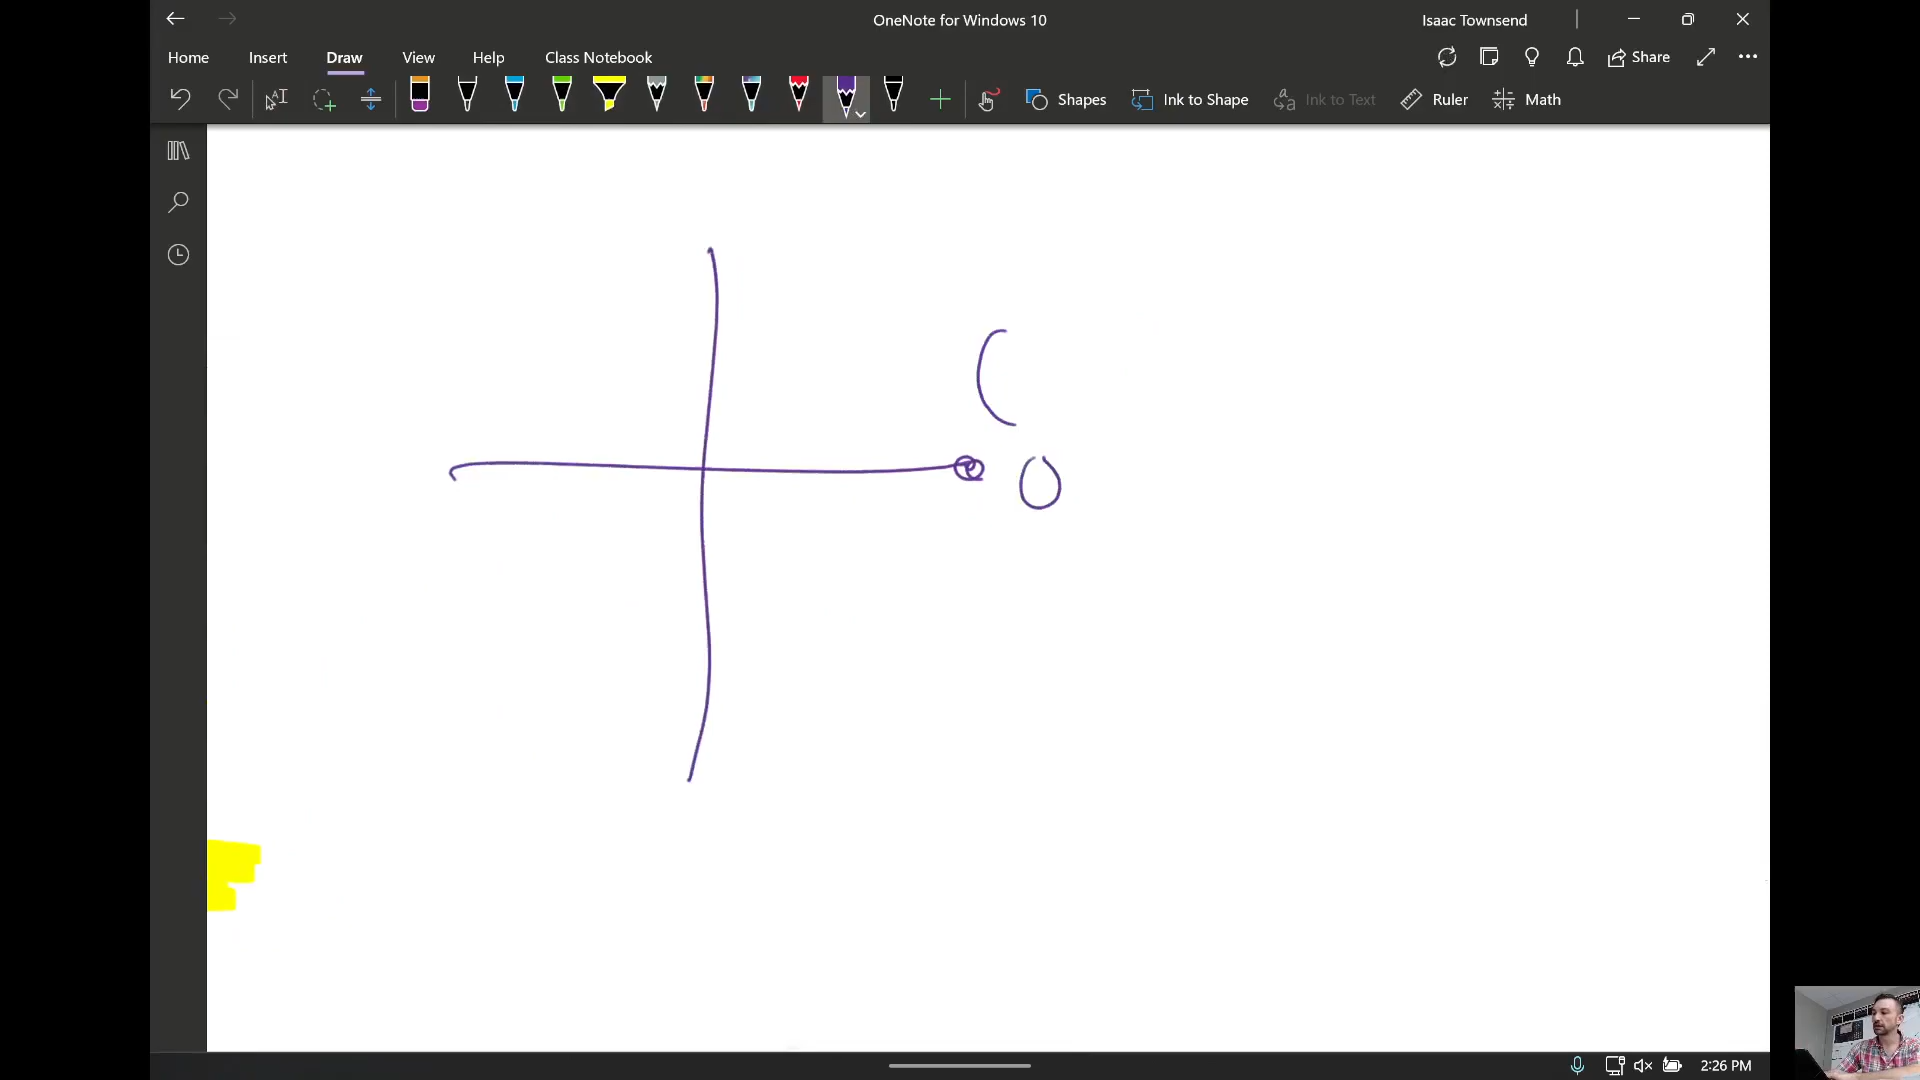 OneNote for Windows 10
Isaac Townsend
Home Insert Draw View Help Class Notebook
Share
Shapes Ink to Shape Ink to Text Ruler Math
(
0
2:26 PM